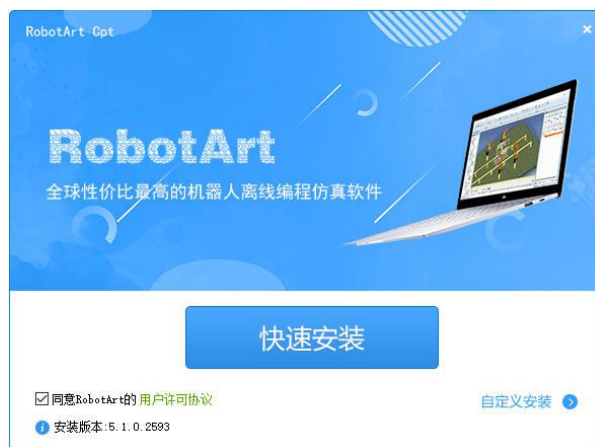 RobotArt Cpt
RobotArt
全球性价比最高的机器人离线编程仿真软件
快速安装
同意RobotArt的 用户许可协议
自定义安装
安装版本:5.1.0.2593